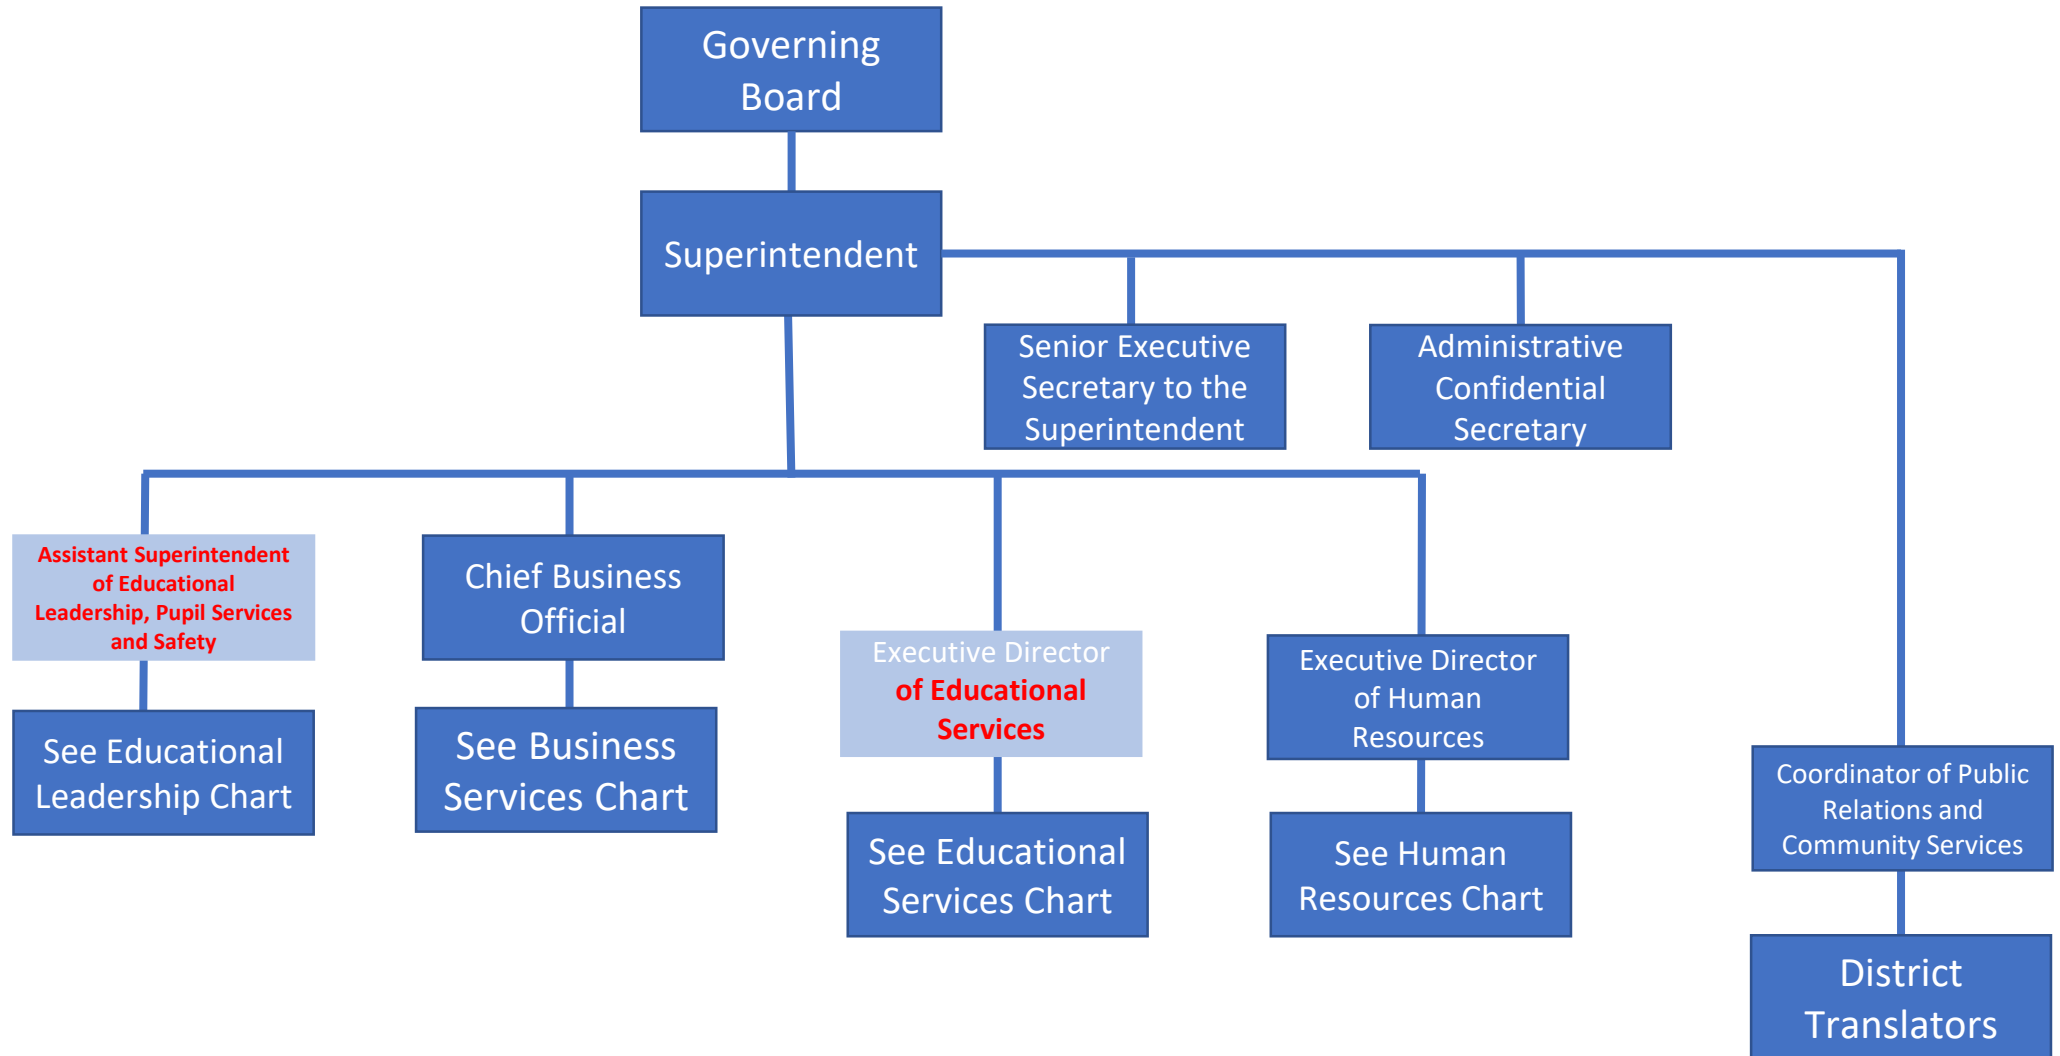 Governing
Board
Superintendent
Senior Executive
Secretary to the
Superintendent
Administrative
Confidential
Secretary
Assistant Superintendent
of Educational
Leadership, Pupil Services
and Safety
Chief Business
Official
Executive Director
of Educational
Services
Executive Director
of Human
Resources
See Educational
Leadership Chart
See Business
Services Chart
See Educational
Services Chart
See Human
Resources Chart
Coordinator of Public
Relations and
Community Services
District
Translators